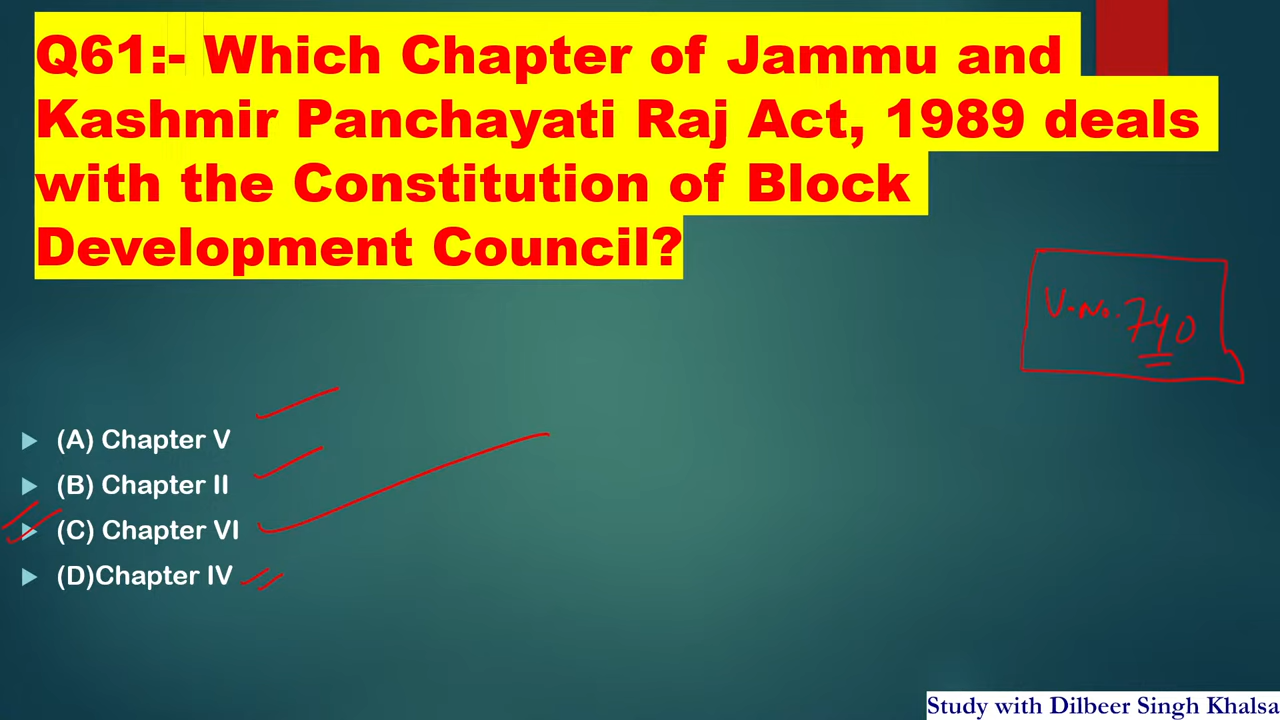 Q61:- Which Chapter of Jammu and
Kashmir Panchayati Raj Act, 1989 deals
with the Constitution of Block
Development Council?
V.No. 740
(A) Chapter V
(B) Chapter II
(C) Chapter VI
(D)Chapter IV
Study with Dilbeer Singh Khalsa